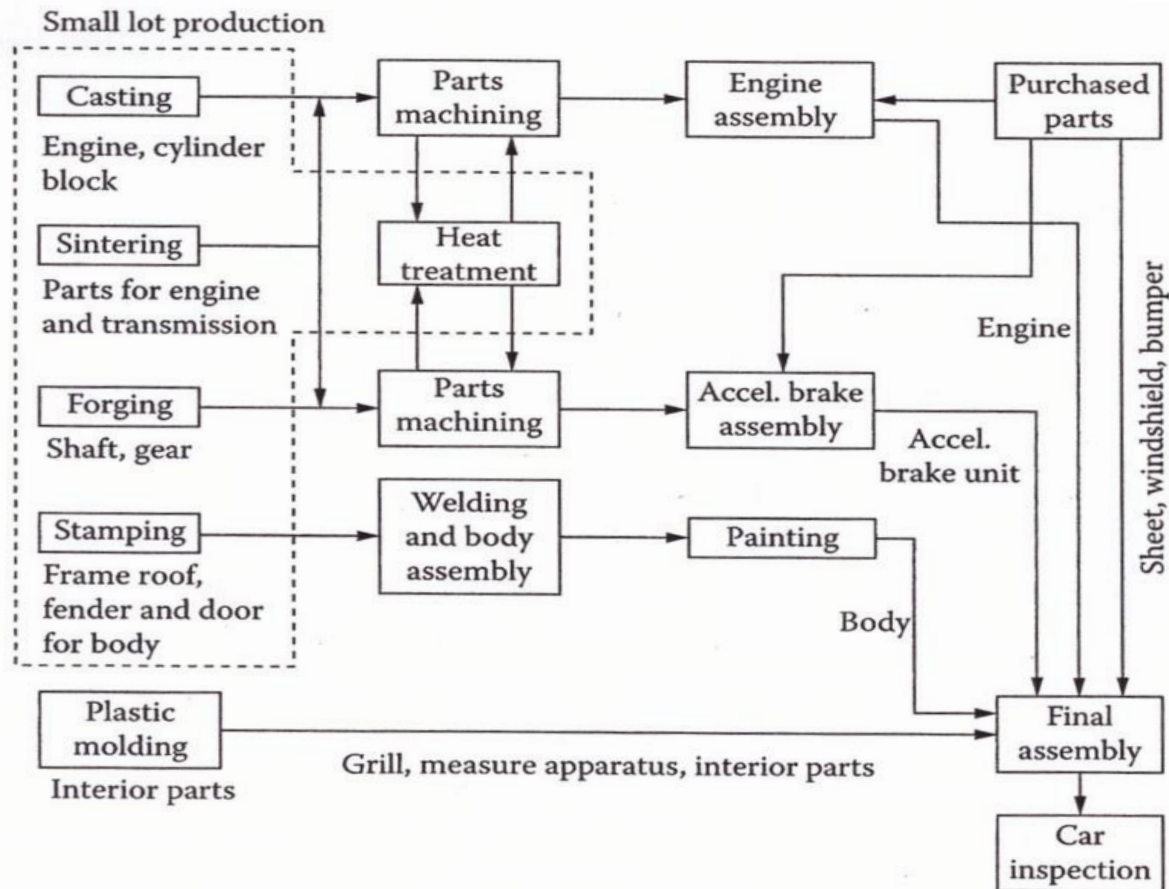 Small lot production
Casting
Engine, cylinder
block
Sintering
Parts for engine
and transmission
Forging
Shaft, gear
Stamping
Frame roof,
fender and door
for body
Plastic
molding
Interior parts
Parts
machining
Heat
treatment
Parts
machining
Welding
and body
assembly
Engine
assembly
Accel. brake
assembly
Painting
Purchased
parts
Engine
Accel.
brake unit
Body
Sheet, windshield, bumper
Grill, measure apparatus, interior parts
Final
assembly
Car
inspection